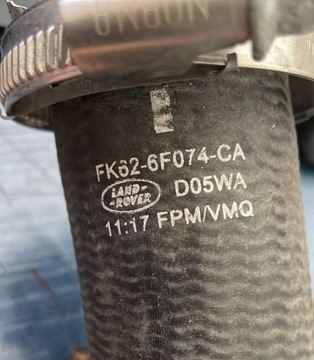 NORMA
FK62-6F074-CA
LAND-
-ROVER
D05WA
11:17 FPM/VMQ